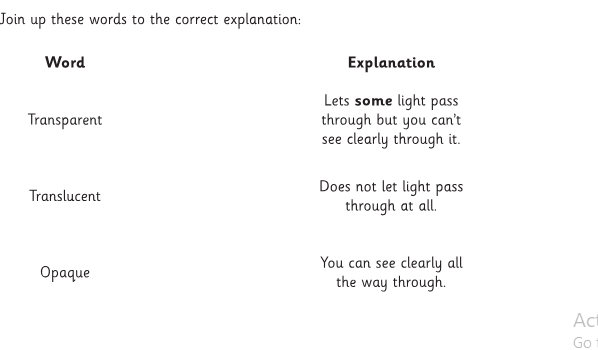 Join up these words to the correct explanation:
Word
Explanation
Transparent
Lets some light pass
through but you can't
see clearly through it.
Translucent
Does not let light pass
through at all.
Opaque
You can see clearly all
the way through.
Act
Go t